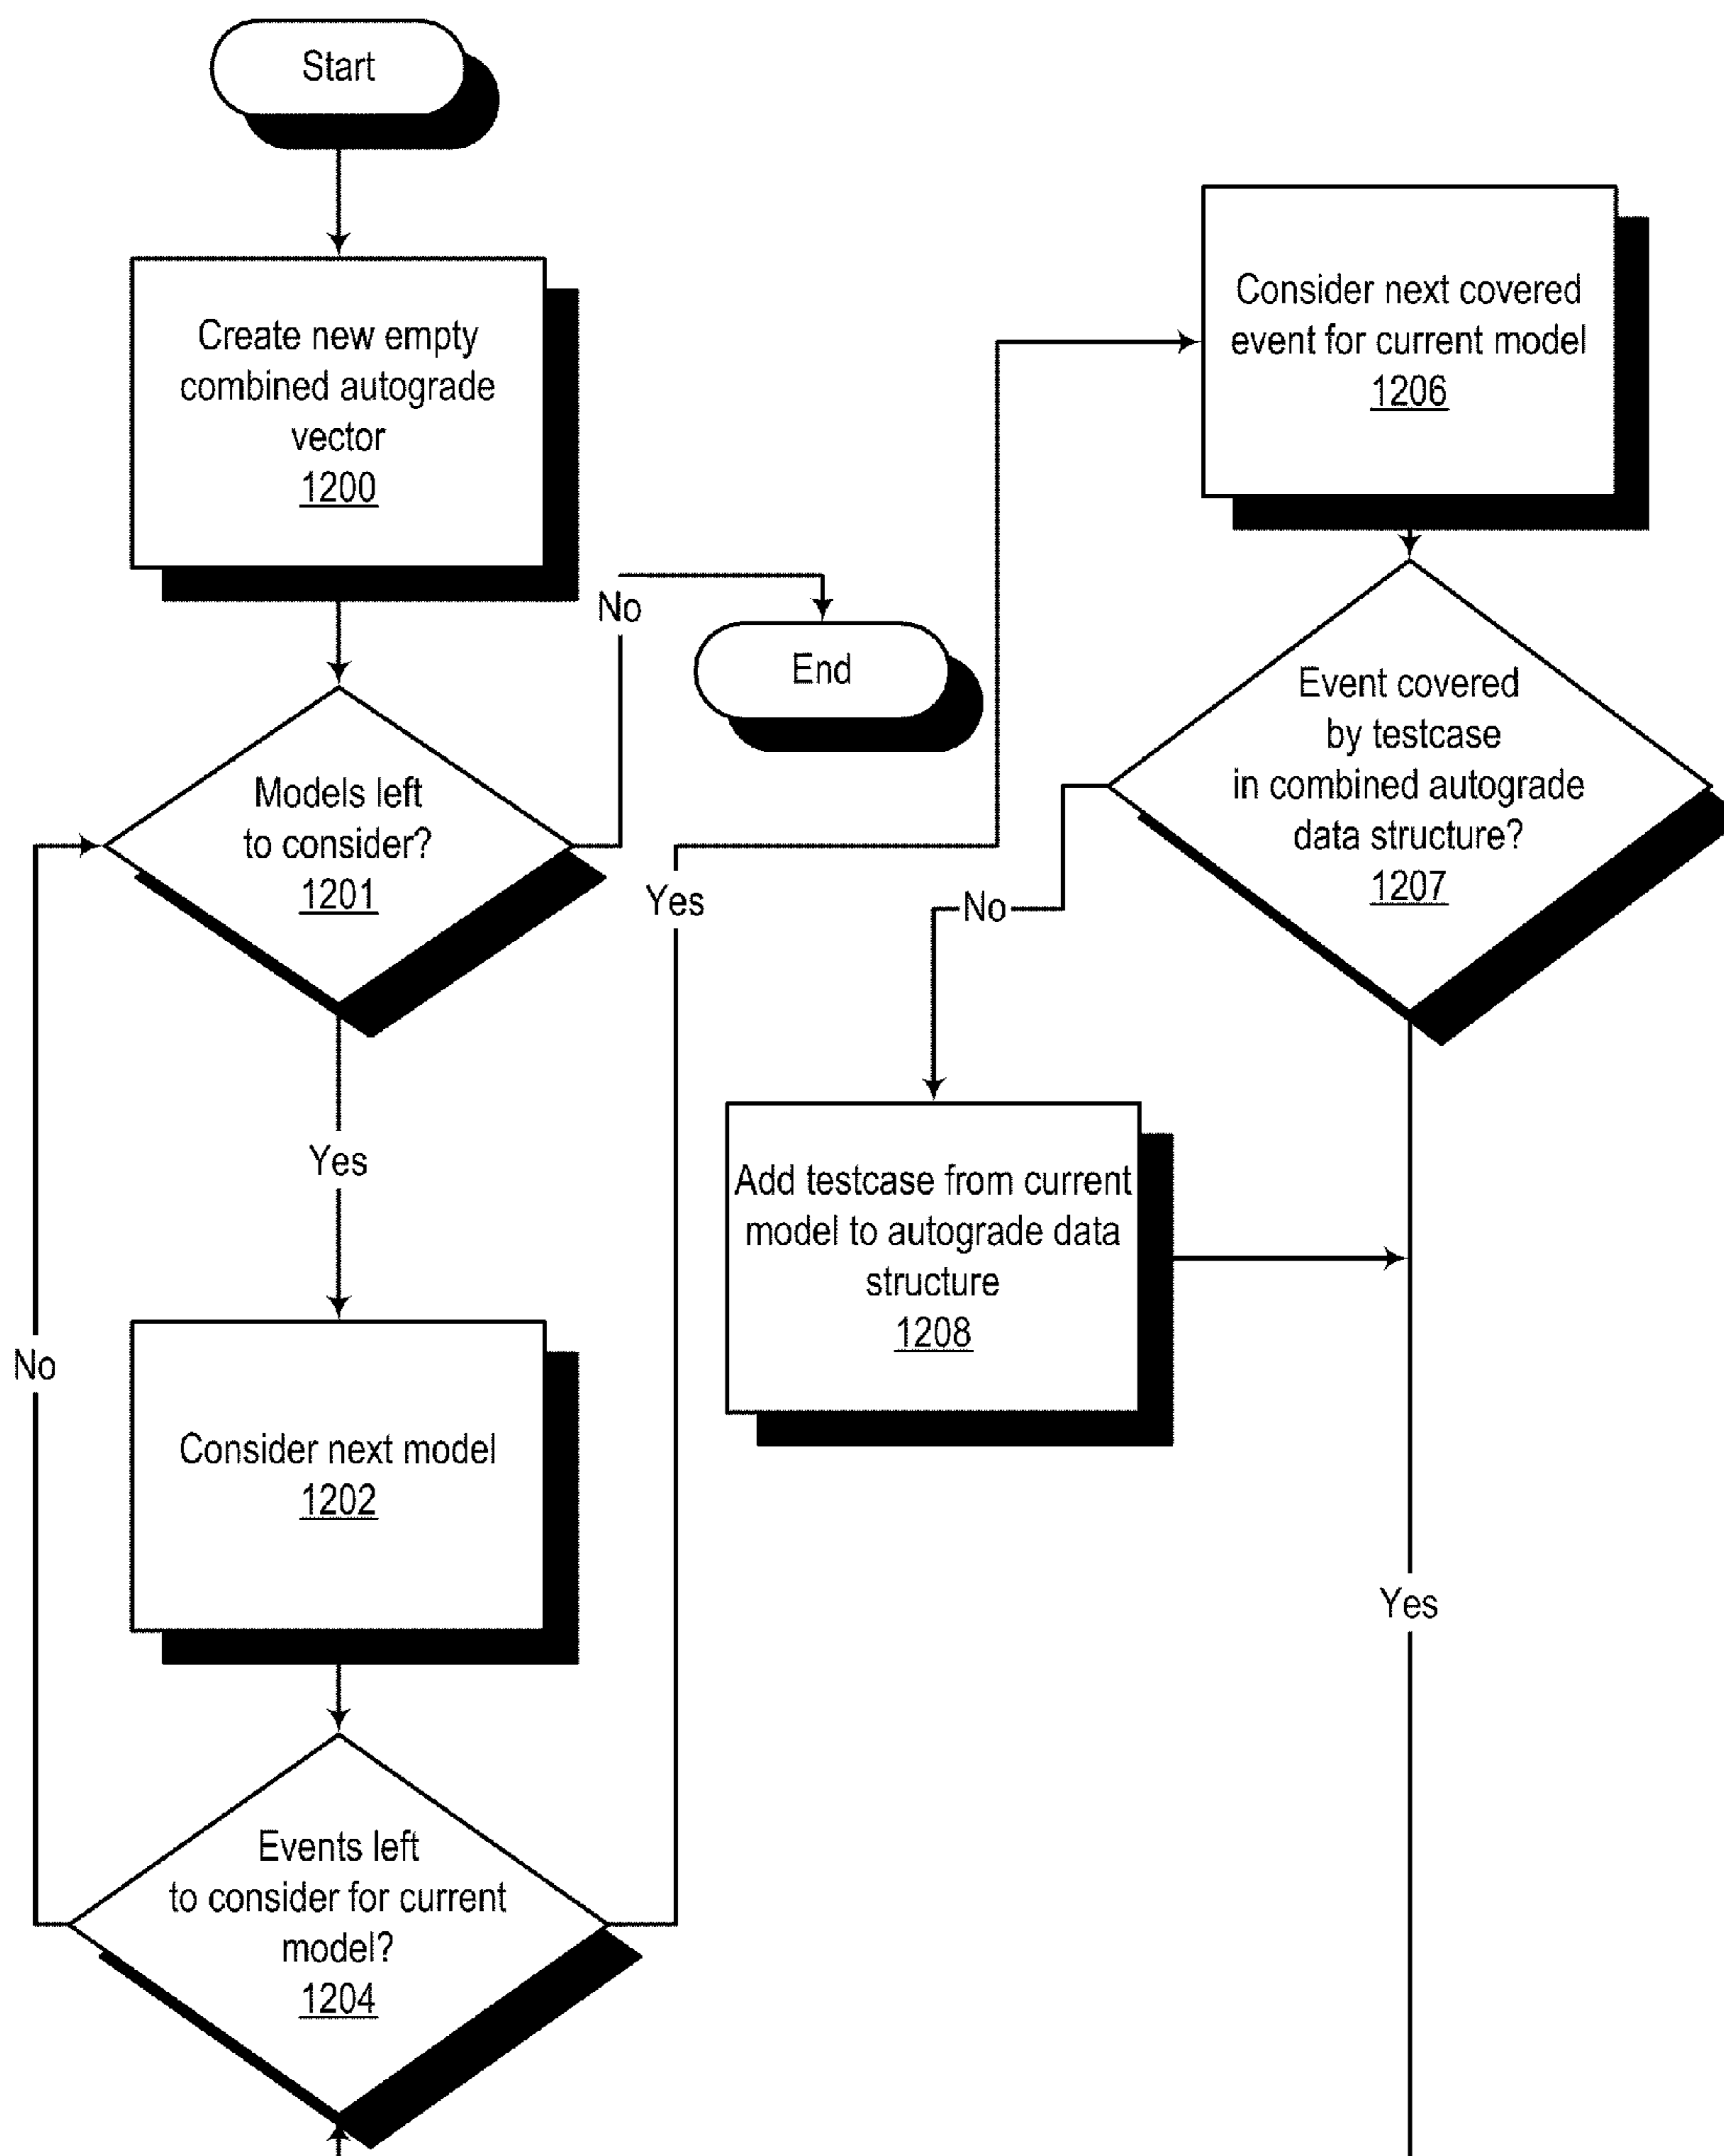 Start
Create new empty
combined autograde
vector
1200
No
End
Models left
to consider?
1201
Yes
Consider next model
1202
No
Events left
to consider for current
model?
1204
Yes
Consider next covered
event for current model
1206
Event covered
by testcase
in combined autograde
data structure?
1207
No
Add testcase from current
model to autograde data
structure
1208
Yes